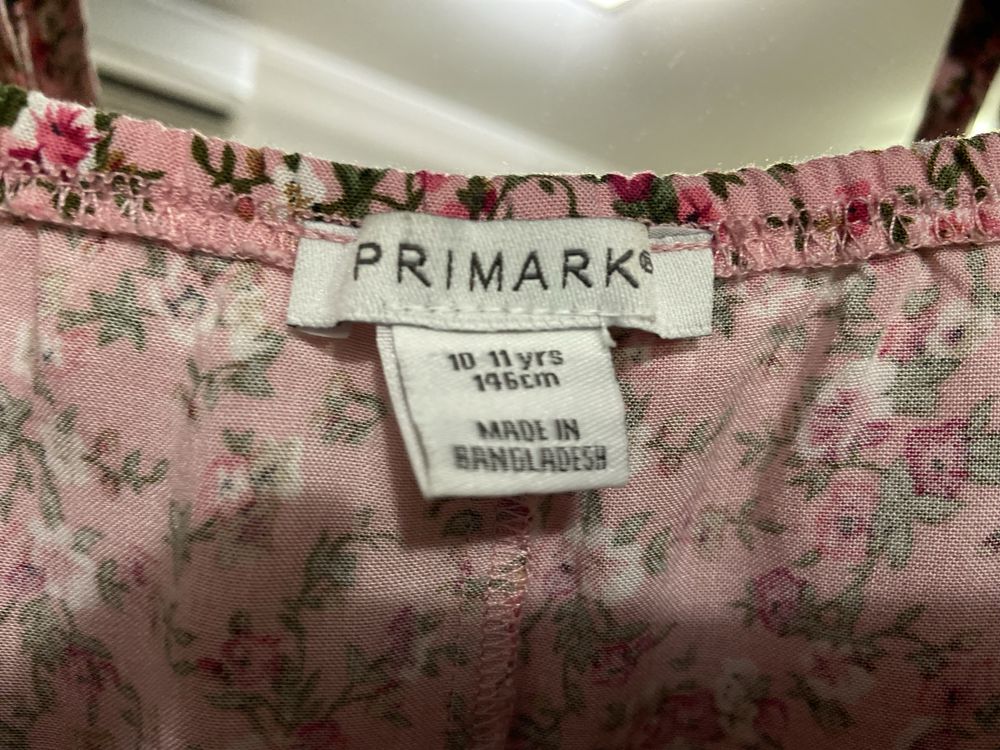 PRIMARK®
10 11 yrs
146cm
MADE IN
BANGLADESH